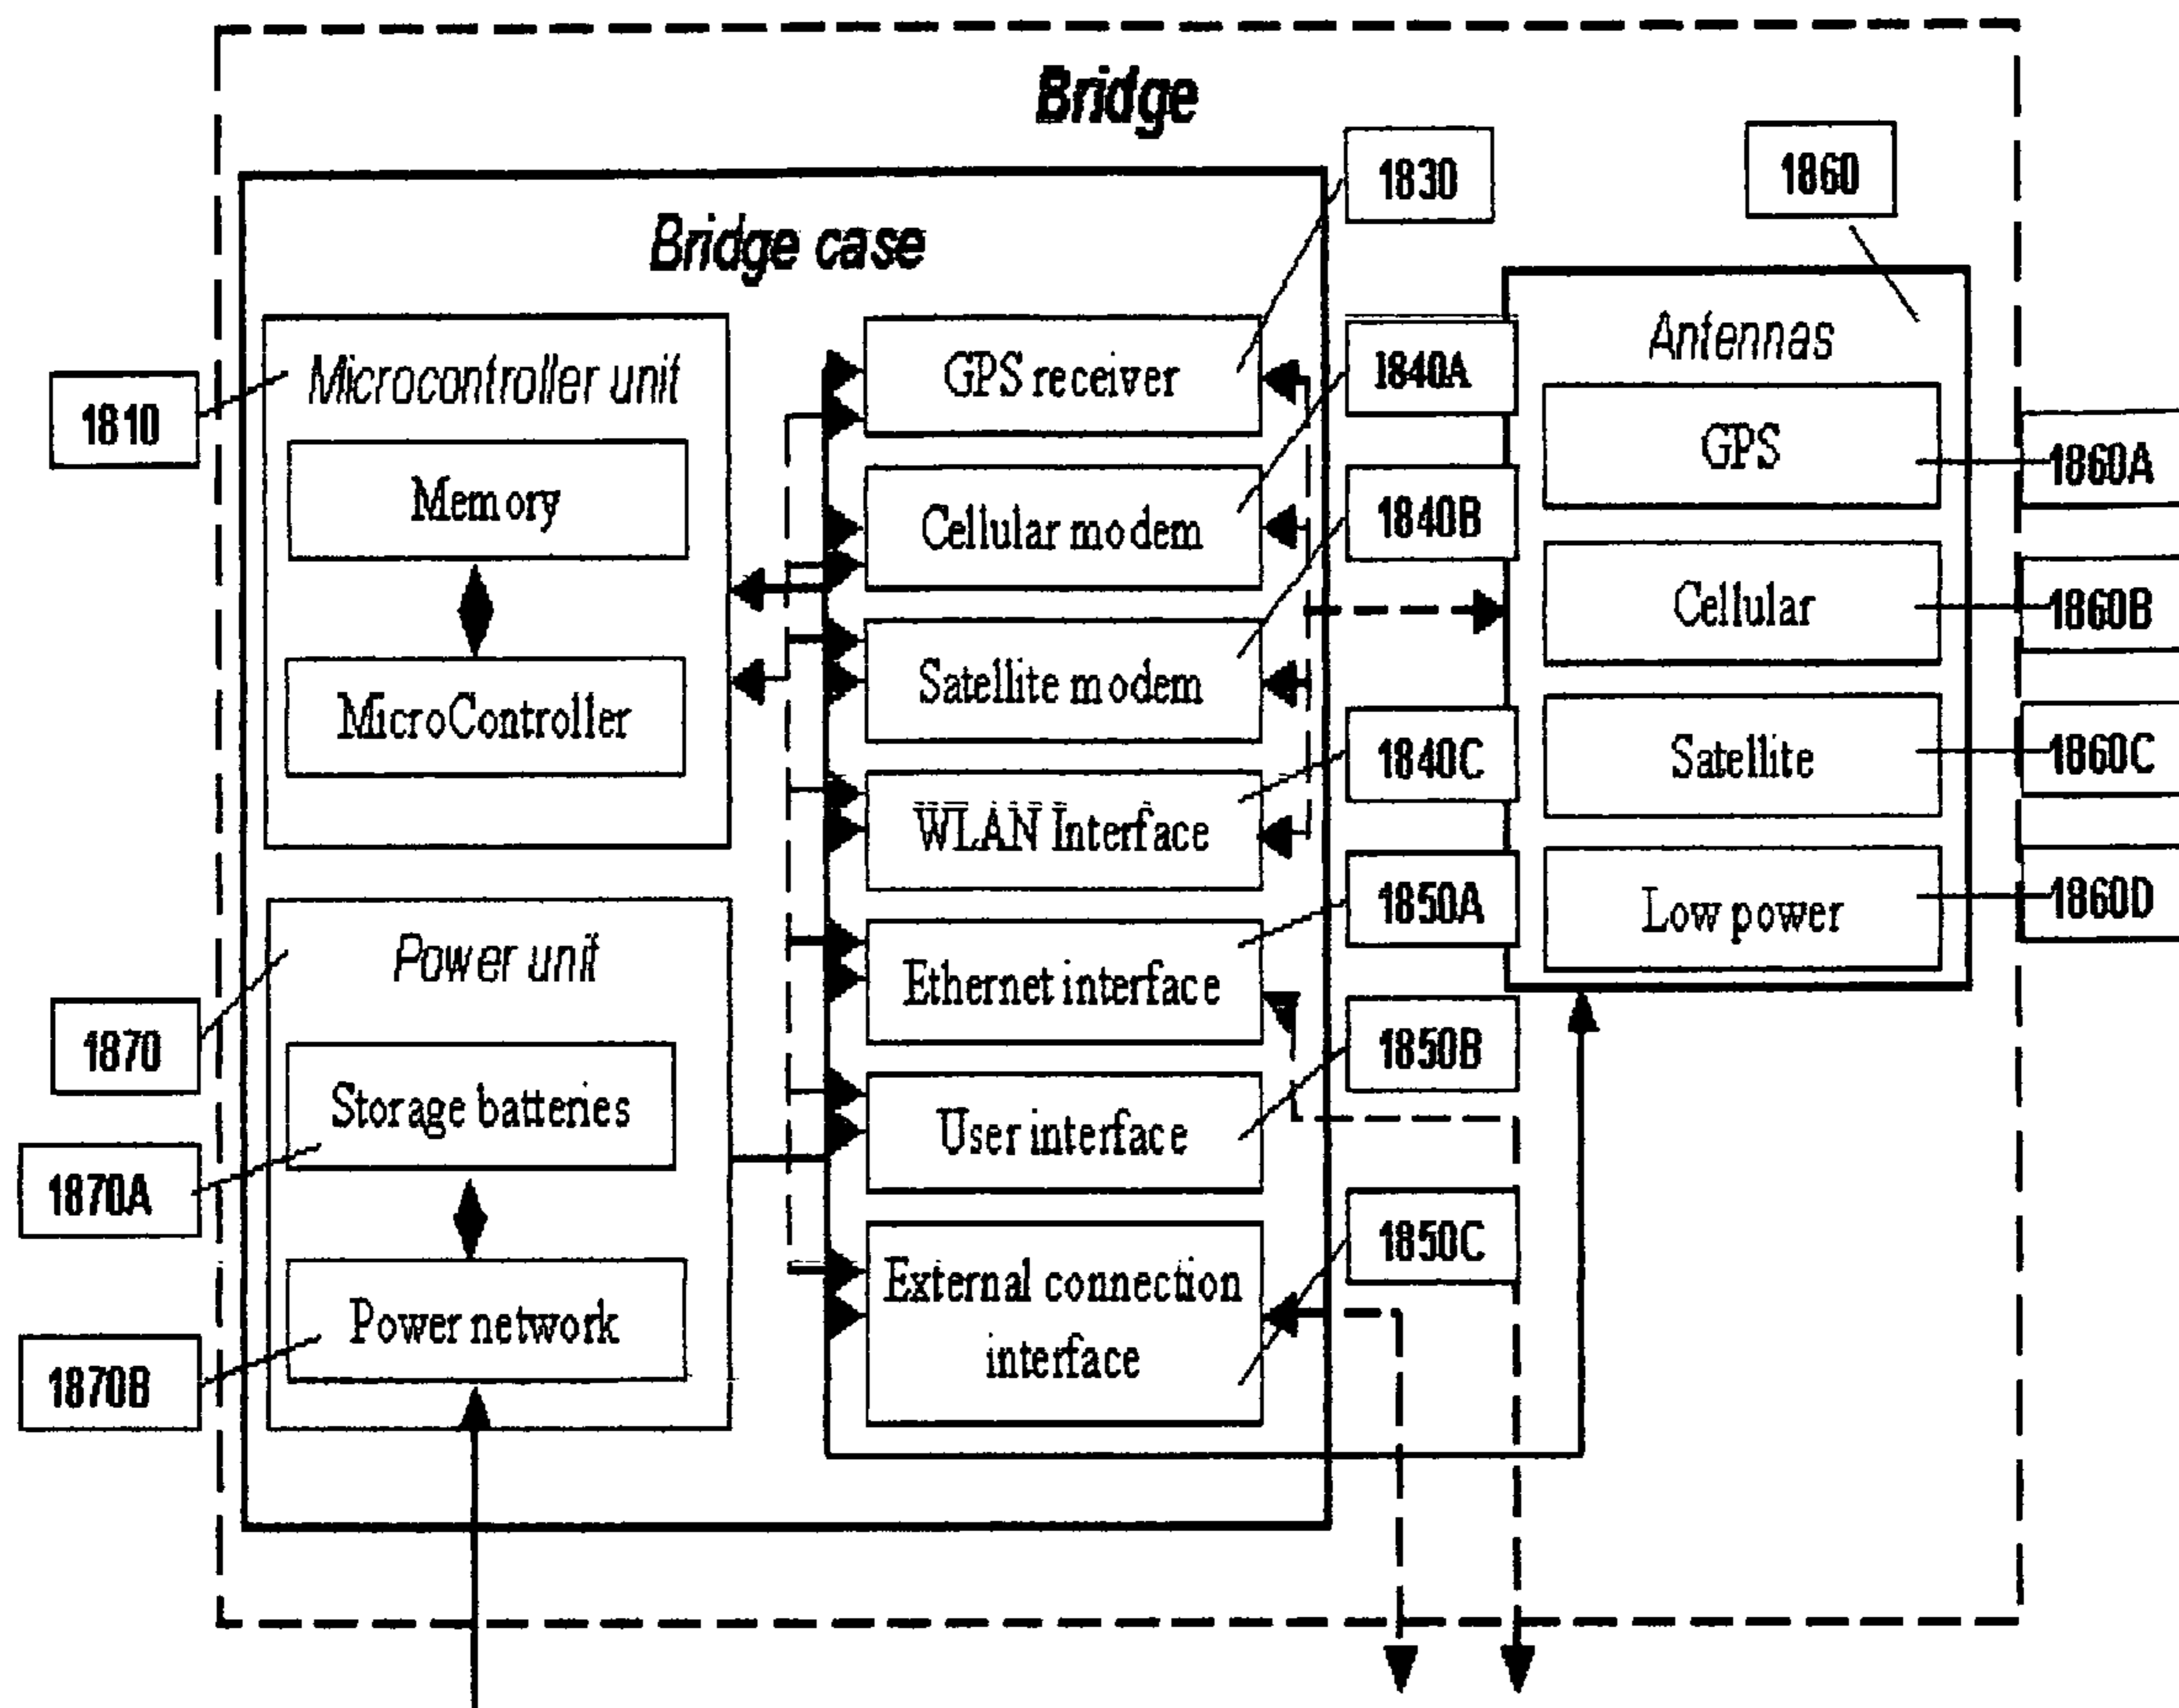 Bridge
1830
1860
Bridge case
Microcontroller unit
1810
Memory
MicroController
GPS receiver
Cellular modem
Satellite modem
WLAN Interface
Ethernet interface
User interface
External connection
interface
1840A
1840B
1840C
1850A
1850B
1850C
Antennas
GPS
Cellular
Satellite
Low power
1860A
1860B
1860C
1860D
Power unit
1870
Storage batteries
1870A
Power network
1870B